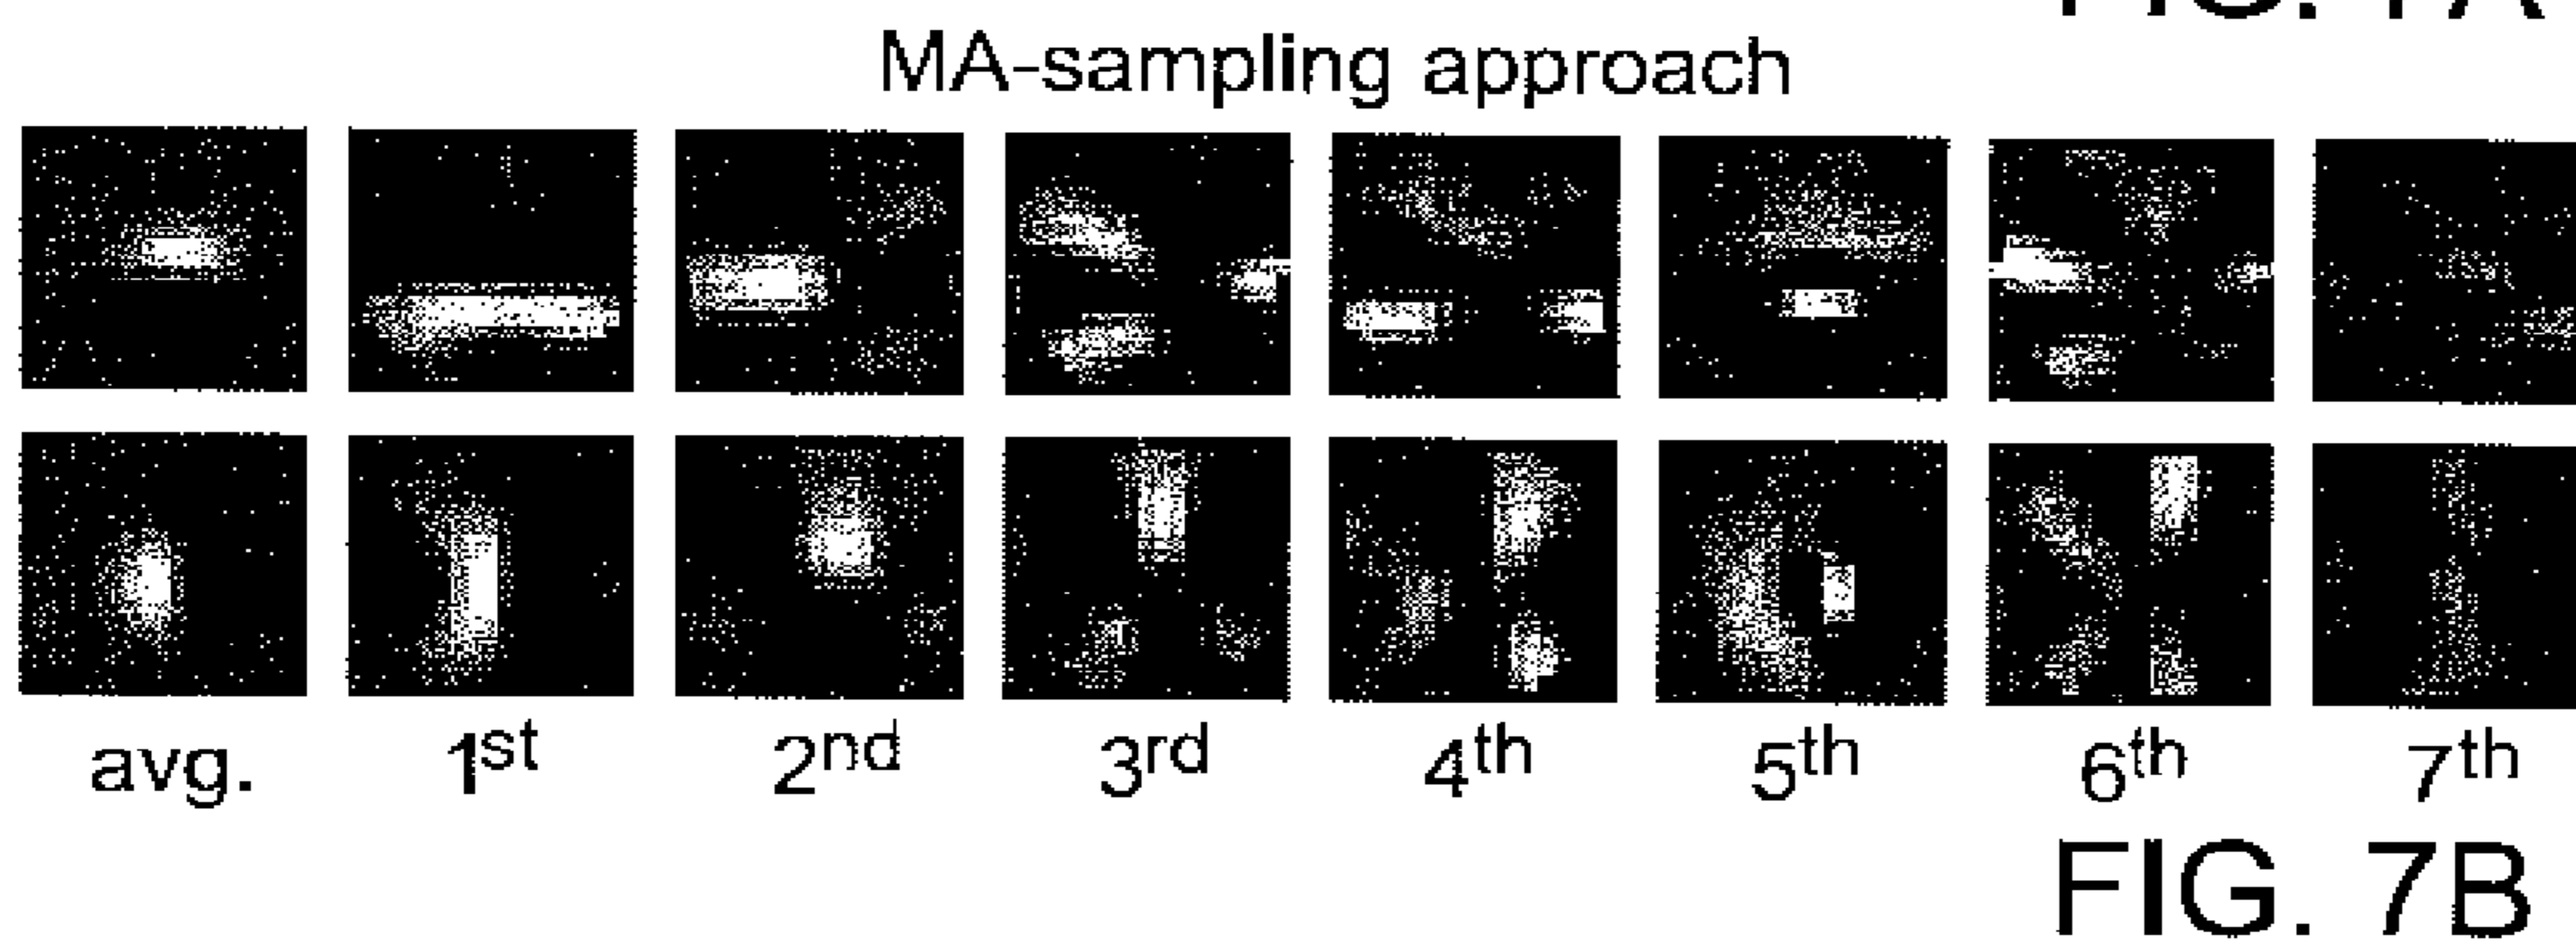 MA-sampling approach
avg. 1st 2nd 3rd 4th 5th 6th 7th
FIG. 7B